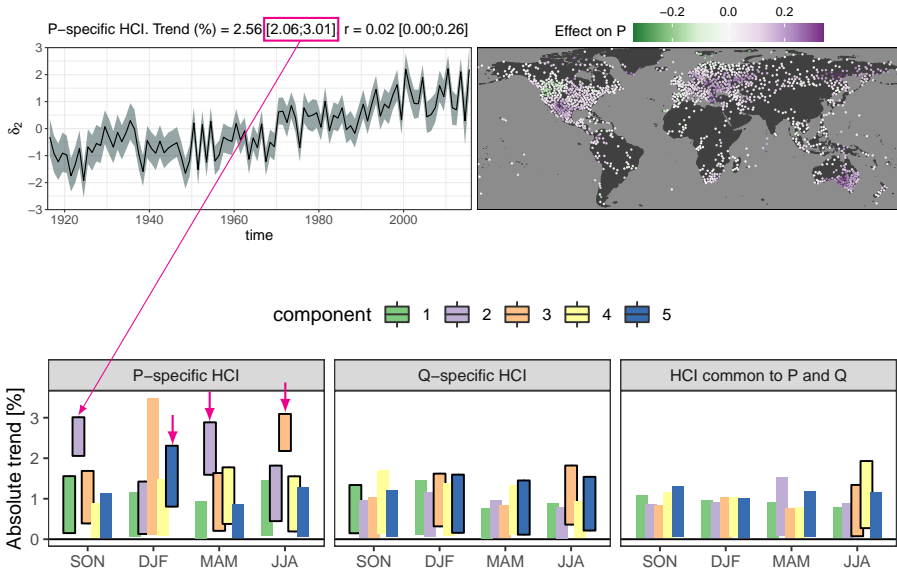 P−specific HCI. Trend (%) = 2.56 [2.06;3.01], r = 0.02 [0.00;0.26]
Effect on P −0.2 0.0 0.2
3
2
1
0
−1
−2
−3
δ2
1920 1940 1960 1980 2000
time
component 1 2 3 4 5
P−specific HCI Q−specific HCI HCI common to P and Q
Absolute trend [%]
3
2
1
0
SON DJF MAM JJA SON DJF MAM JJA SON DJF MAM JJA